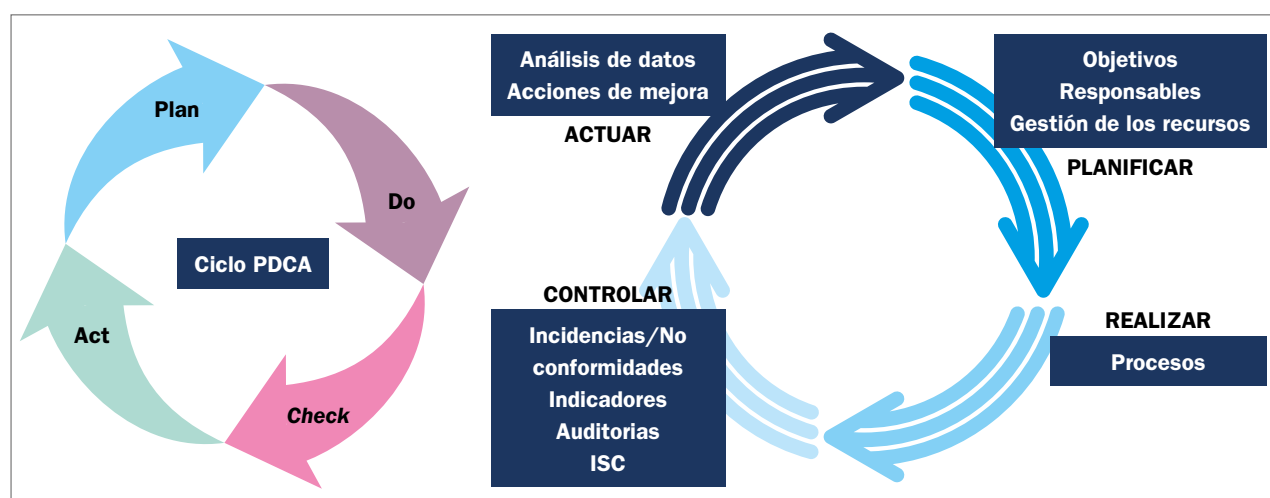 Plan
Do
Ciclo PDCA
Act
Check
Análisis de datos
Acciones de mejora
ACTUAR
Objetivos
Responsables
Gestión de los recursos
PLANIFICAR
CONTROLAR
Incidencias/No
conformidades
Indicadores
Auditorias
ISC
REALIZAR
Procesos